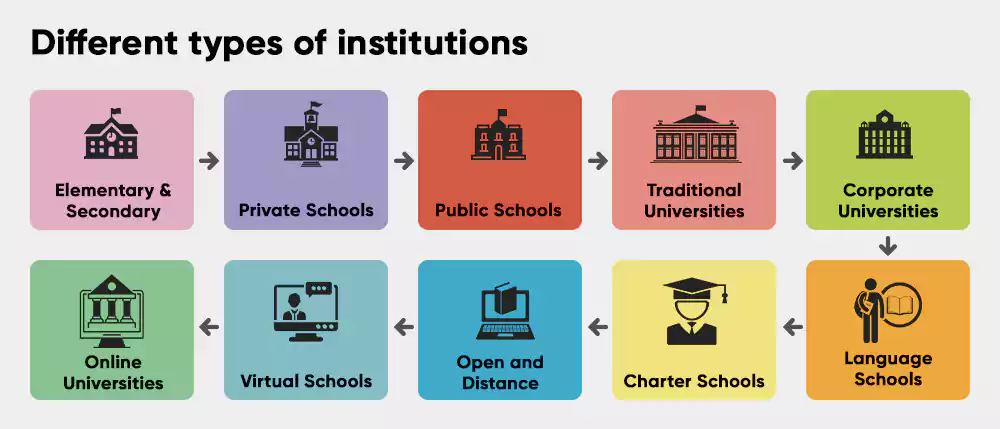 Different types of institutions
Elementary &
Secondary
Private Schools
Public Schools
Traditional
Universities
Corporate
Universities
Language
Schools
Charter Schools
Open and
Distance
Virtual Schools
Online
Universities